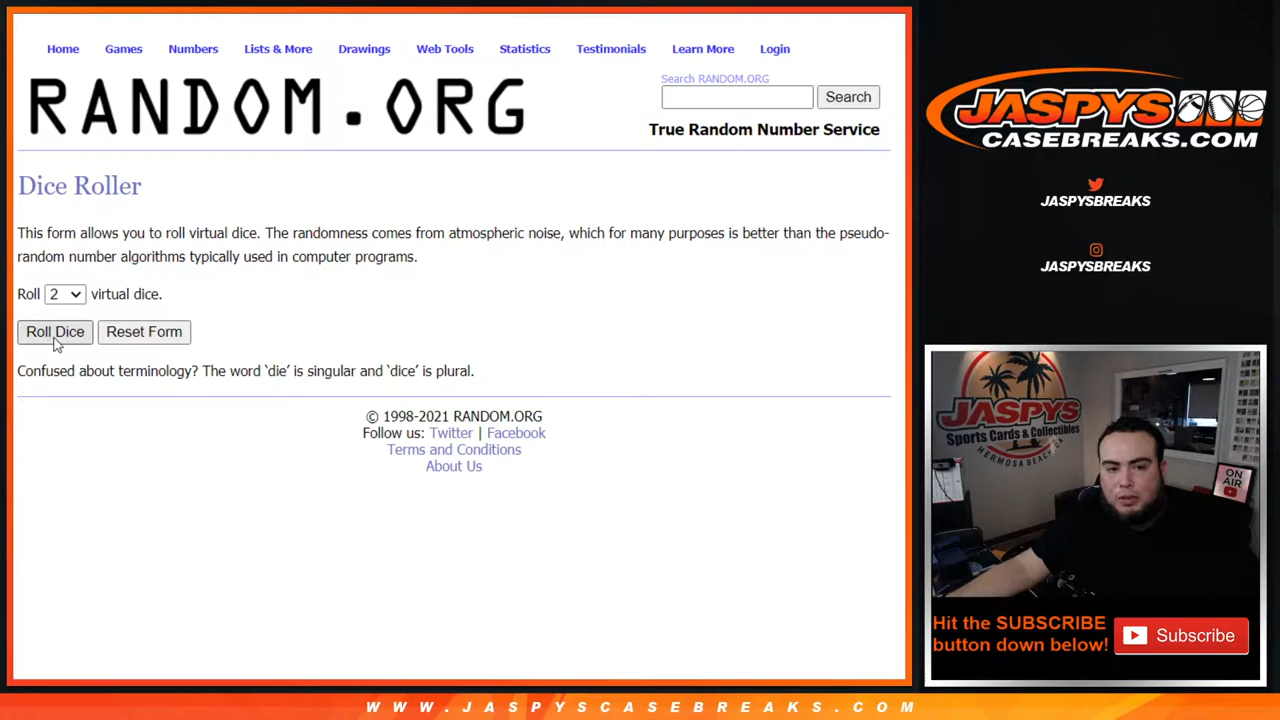 Home Games Numbers Lists & More Drawings Web Tools Statistics Testimonials Learn More Login
RANDOM.ORG
Search RANDOM.ORG
Search
True Random Number Service
Dice Roller
This form allows you to roll virtual dice. The randomness comes from atmospheric noise, which for many purposes is better than the pseudo-
random number algorithms typically used in computer programs.
Roll 2 virtual dice.
Roll Dice Reset Form
Confused about terminology? The word ‘die’ is singular and ‘dice’ is plural.
© 1998-2021 RANDOM.ORG
Follow us: Twitter | Facebook
Terms and Conditions
About Us
JASPYS
CASEBREAKS.COM
JASPYSBREAKS
JASPYSBREAKS
JASPYS
Sports Cards & Collectibles
HERMOSA BEACH, CA
ON
AIR
Hit the SUBSCRIBE
button down below!
Subscribe
WWW.JASPYSCASEBREAKS.COM